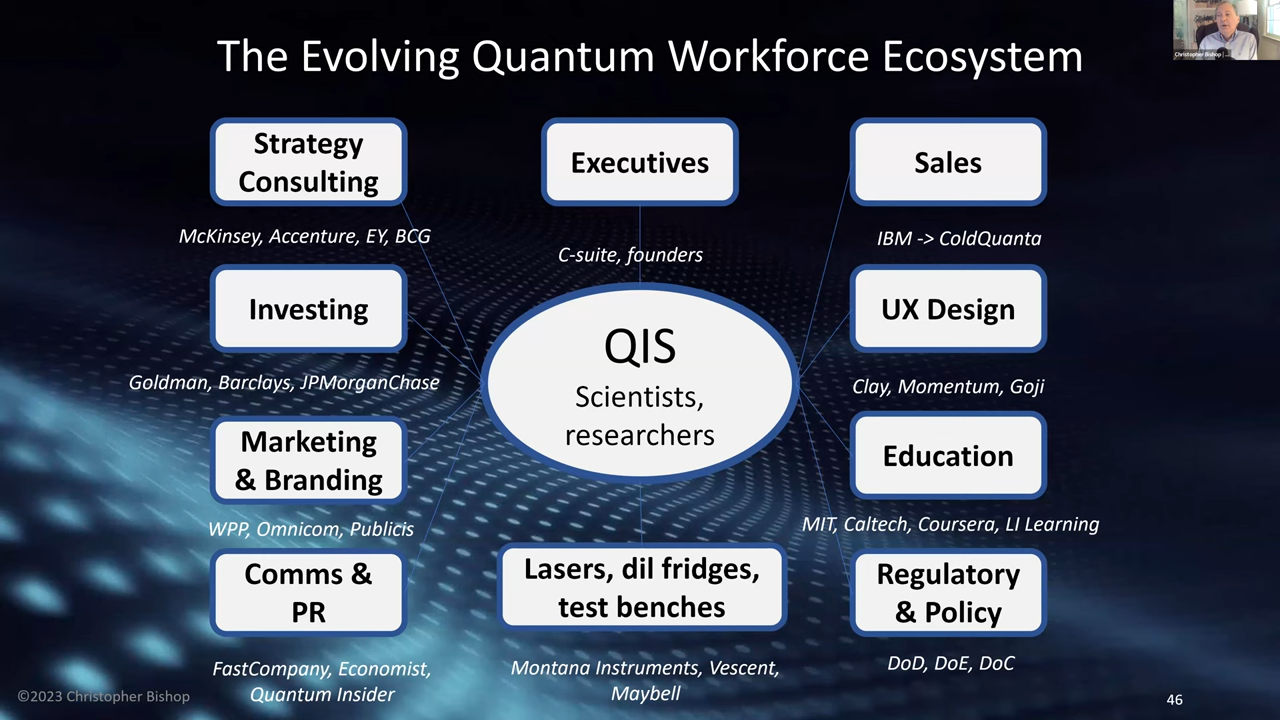 The Evolving Quantum Workforce Ecosystem
Christopher Bishop
Strategy
Consulting
McKinsey, Accenture, EY, BCG
Executives
C-suite, founders
Sales
IBM -> ColdQuanta
Investing
Goldman, Barclays, JPMorganChase
QIS
Scientists,
researchers
UX Design
Clay, Momentum, Goji
Marketing
& Branding
WPP, Omnicom, Publicis
Education
MIT, Caltech, Coursera, LI Learning
Comms &
PR
FastCompany, Economist,
Quantum Insider
Lasers, dil fridges,
test benches
Montana Instruments, Vescent,
Maybell
Regulatory
& Policy
DoD, DoE, DoC
©2023 Christopher Bishop
46